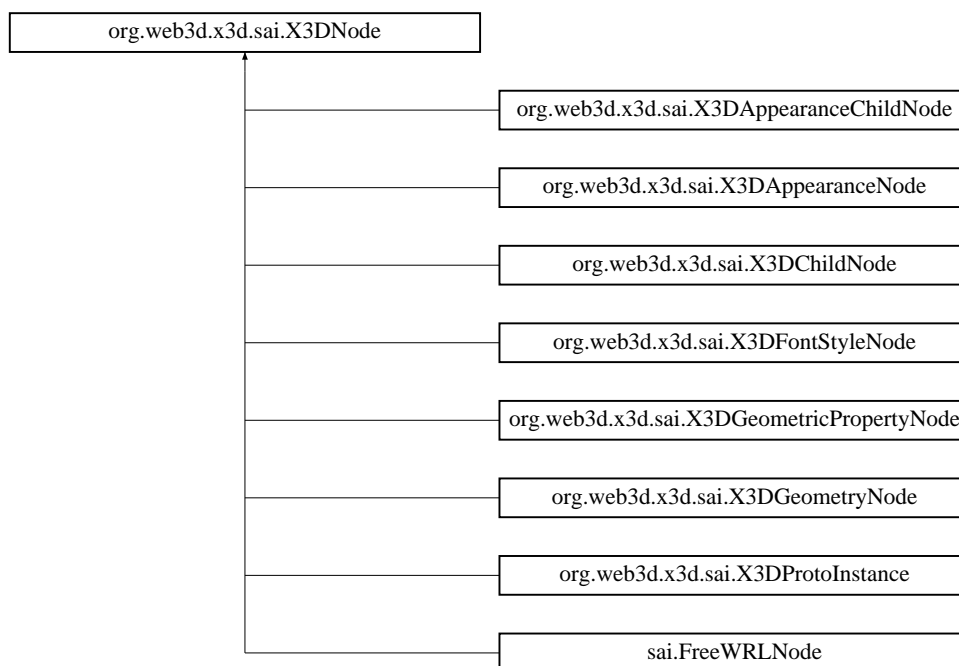 org.web3d.x3d.sai.X3DNode
org.web3d.x3d.sai.X3DAppearanceChildNode
org.web3d.x3d.sai.X3DAppearanceNode
org.web3d.x3d.sai.X3DChildNode
org.web3d.x3d.sai.X3DFontStyleNode
org.web3d.x3d.sai.X3DGeometricPropertyNode
org.web3d.x3d.sai.X3DGeometryNode
org.web3d.x3d.sai.X3DProtoInstance
sai.FreeWRLNode